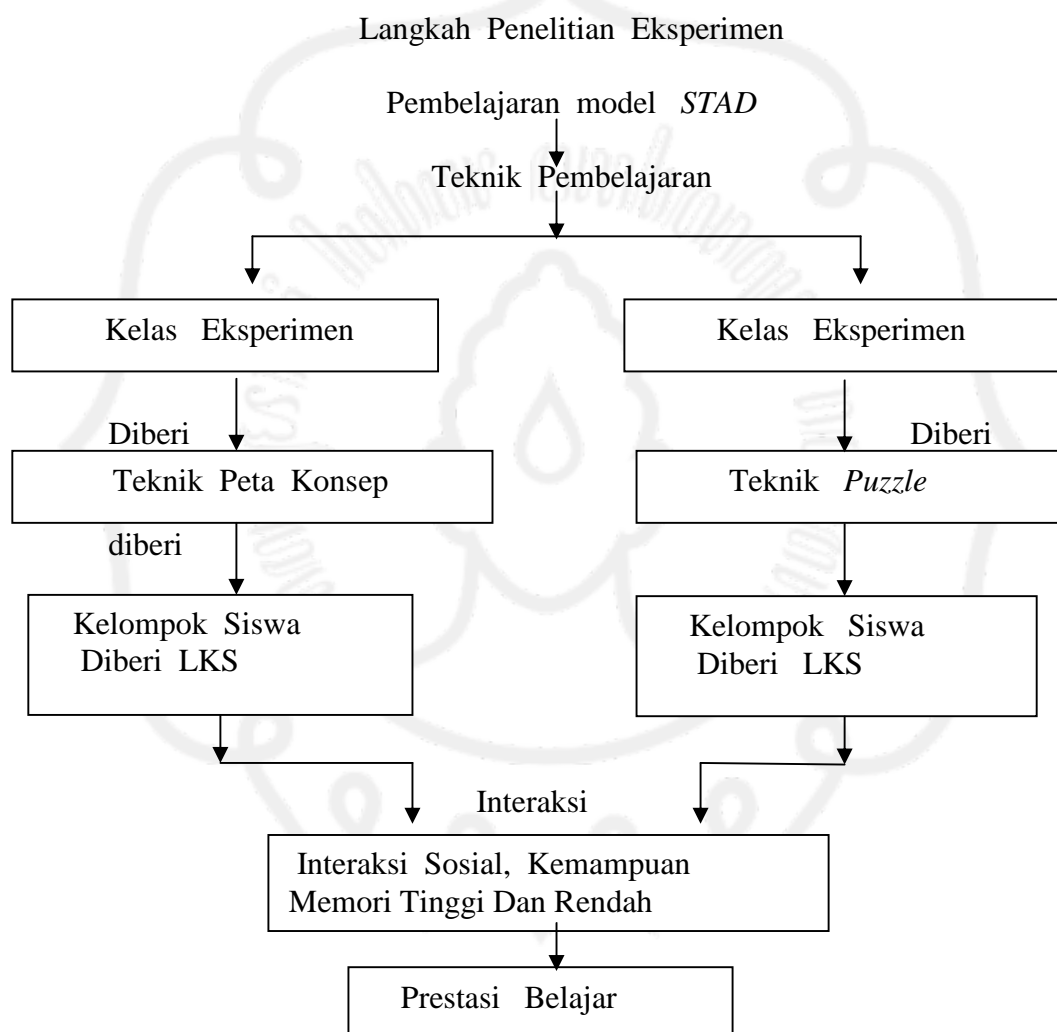 Langkah Penelitian Eksperimen
Pembelajaran model STAD
Teknik Pembelajaran
Kelas Eksperimen
Kelas Eksperimen
Diberi
Diberi
Teknik Peta Konsep
Teknik Puzzle
diberi
Kelompok Siswa
Diberi LKS
Kelompok Siswa
Diberi LKS
Interaksi
Interaksi Sosial, Kemampuan
Memori Tinggi Dan Rendah
Prestasi Belajar